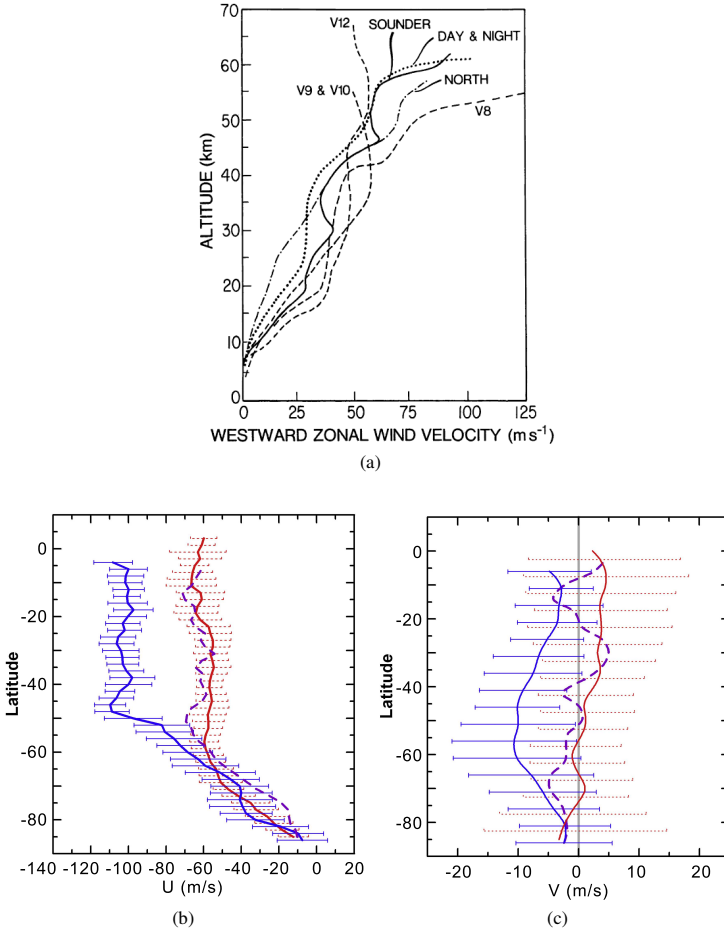 70
60
50
40
30
20
10
0
ALTITUDE (km)
V12
SOUNDER
DAY & NIGHT
V9 & V10
NORTH
V8
0 25 50 75 100 125
WESTWARD ZONAL WIND VELOCITY (m s⁻¹)
(a)
0
-20
-40
-60
-80
Latitude
-140 -120 -100 -80 -60 -40 -20 0 20
U (m/s)
(b)
0
-20
-40
-60
-80
Latitude
-20 -10 0 10 20
V (m/s)
(c)